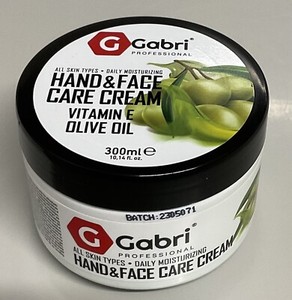 G Gabri®
PROFESSIONAL
ALL SKIN TYPES • DAILY MOISTURIZING
HAND & FACE
CARE CREAM
VITAMIN E
OLIVE OIL
300ml e
10,14 fl. oz.
BATCH: 2305071
G Gabri®
PROFESSIONAL
ALL SKIN TYPES • DAILY MOISTURIZING
HAND & FACE CARE CREAM